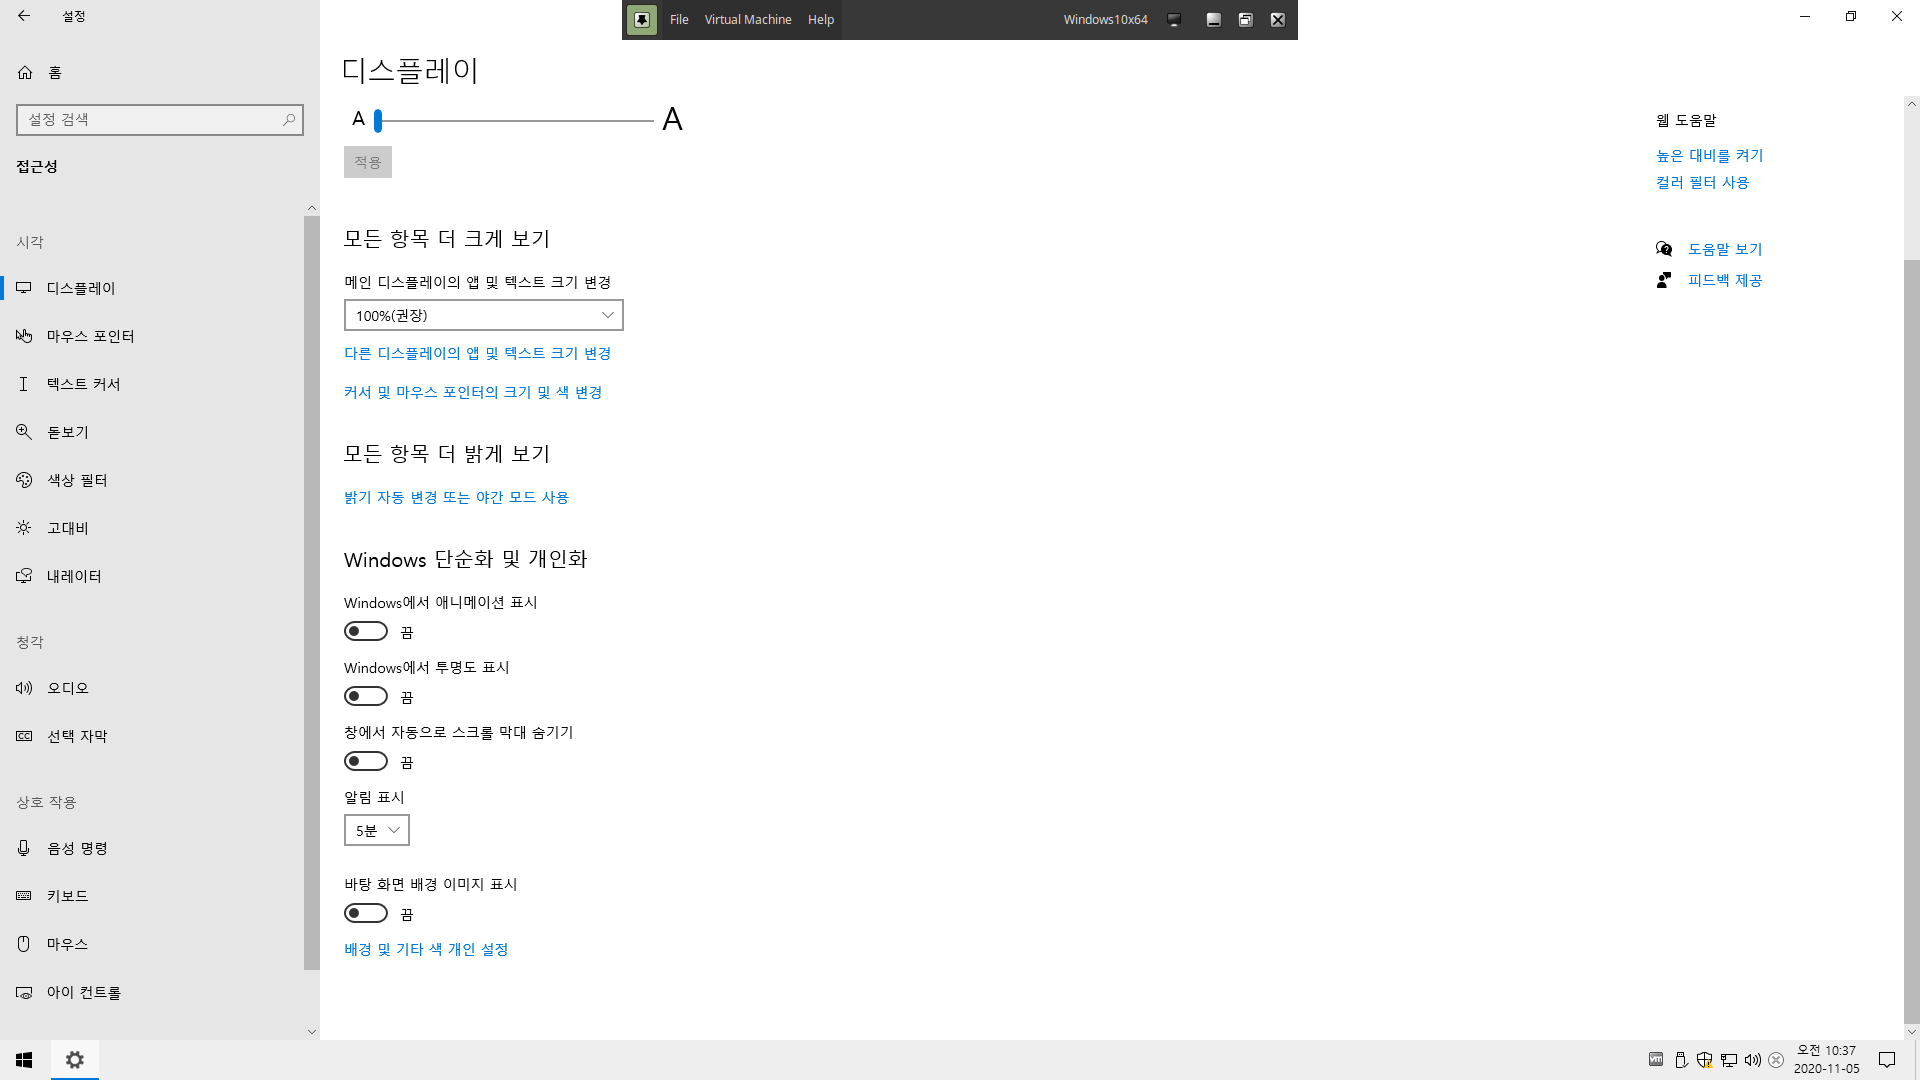 설정
File Virtual Machine Help Windows10x64
홈
설정 검색
접근성
시각
디스플레이
마우스 포인터
텍스트 커서
돋보기
색상 필터
고대비
내레이터
청각
오디오
선택 자막
CC
상호 작용
음성 명령
키보드
마우스
아이 컨트롤
디스플레이
A A
적용
모든 항목 더 크게 보기
메인 디스플레이의 앱 및 텍스트 크기 변경
100%(권장)
다른 디스플레이의 앱 및 텍스트 크기 변경
커서 및 마우스 포인터의 크기 및 색 변경
모든 항목 더 밝게 보기
밝기 자동 변경 또는 야간 모드 사용
Windows 단순화 및 개인화
Windows에서 애니메이션 표시
끔
Windows에서 투명도 표시
끔
창에서 자동으로 스크롤 막대 숨기기
끔
알림 표시
5분
바탕 화면 배경 이미지 표시
끔
배경 및 기타 색 개인 설정
웹 도움말
높은 대비를 켜기
컬러 필터 사용
도움말 보기
피드백 제공
vm
오전 10:37
2020-11-05